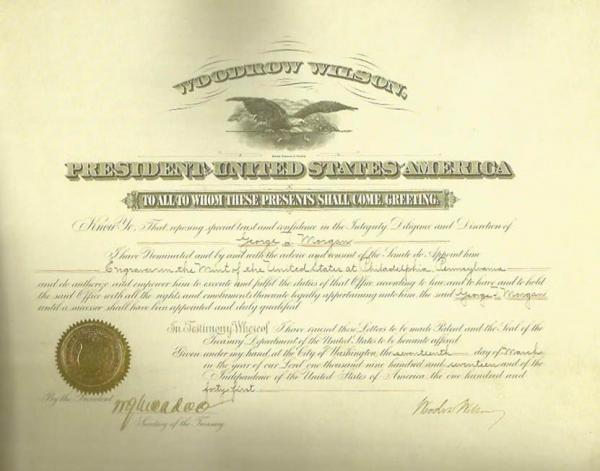 WOODROW WILSON,
PRESIDENT OF THE UNITED STATES OF AMERICA
TO ALL TO WHOM THESE PRESENTS SHALL COME, GREETING:
Know Ye, That, reposing special trust and confidence in the Integrity, Diligence and Discretion of
George T. Morgan
I have Nominated and by and with the advice and consent of the Senate do Appoint him
Engraver in the Mint of the United States at Philadelphia, Pennsylvania
and do authorize and empower him to execute and fulfil the duties of that Office according to law, and to have and to hold
the said Office with all the rights and emoluments thereunto legally appertaining unto him the said George T. Morgan
until a successor shall have been appointed and duly qualified
In Testimony Whereof I have caused these Letters to be made Patent and the Seal of the
Treasury Department of the United States to be hereunto affixed
Given under my hand, at the City of Washington, the seventeenth day of March
in the year of our Lord one thousand nine hundred and seventeen and of the
Independence of the United States of America the one hundred and
forty-first
By the President
W G McAdoo
Secretary of the Treasury
Woodrow Wilson